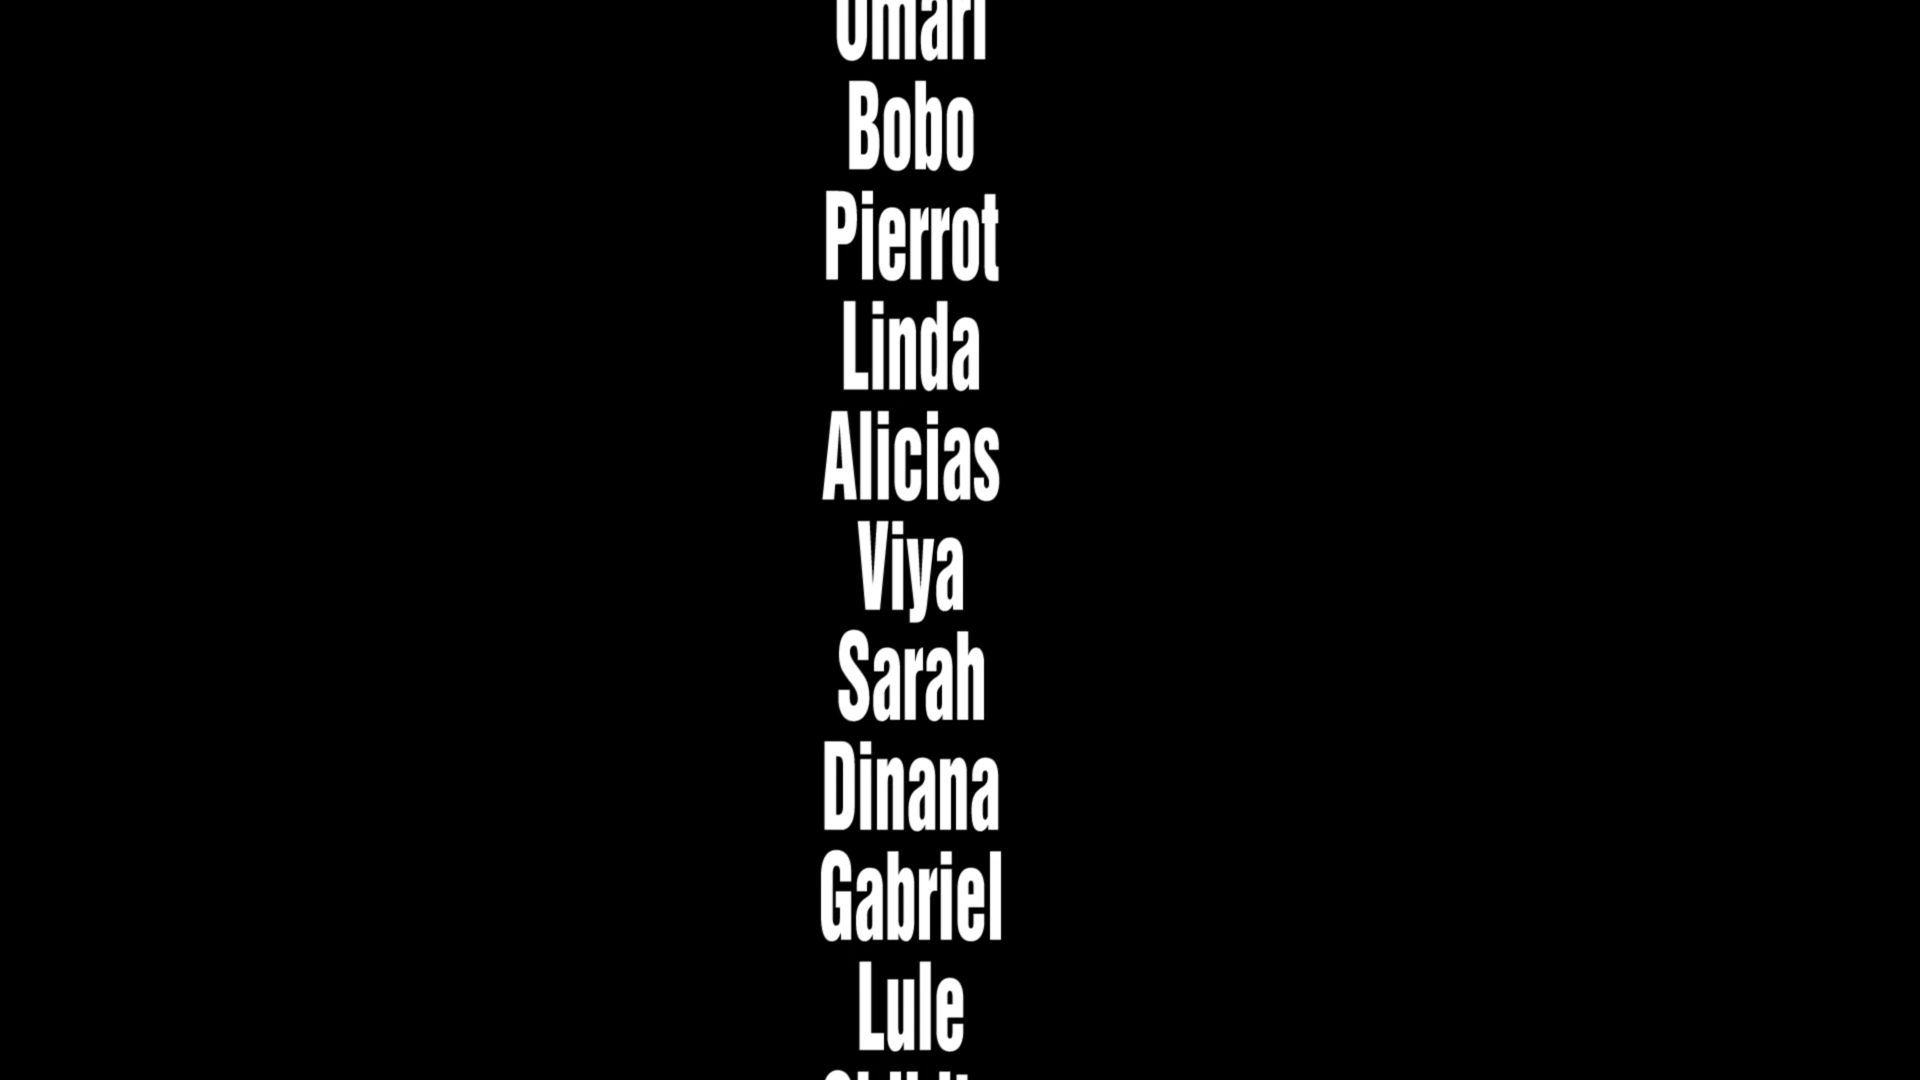 Omari
Bobo
Pierrot
Linda
Alicias
Viya
Sarah
Dinana
Gabriel
Lule